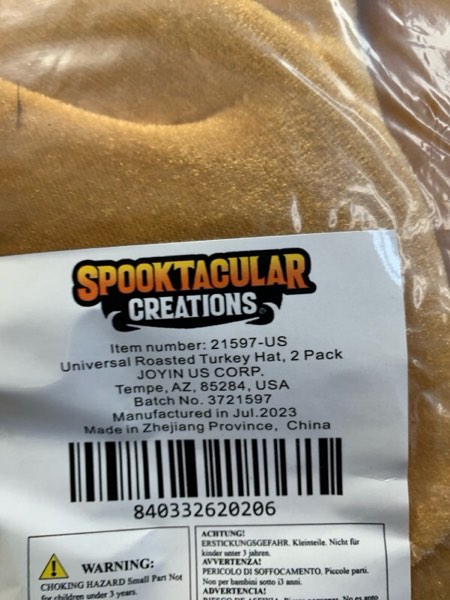 SPOOKTACULAR
CREATIONS
Item number: 21597-US
Universal Roasted Turkey Hat, 2 Pack
JOYIN US CORP.
Tempe, AZ, 85284, USA
Batch No. 3721597
Manufactured in Jul.2023
Made in Zhejiang Province, China
840332620206
WARNING:
CHOKING HAZARD Small Part Not
for children under 3 years.
ACHTUNG!
ERSTICKUNGSGEFAHR. Kleinteile. Nicht für
kinder unter 3 jahren.
AVVERTENZA!
PERICOLO DI SOFFOCAMENTO. Piccole parti.
Non per bambini sotto i3 anni.
ADVERTENCIA!